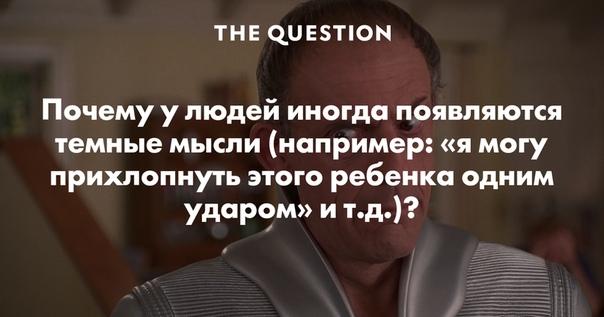 THE QUESTION
Почему у людей иногда появляются
темные мысли (например: «я могу
прихлопнуть этого ребенка одним
ударом» и т.д.)?